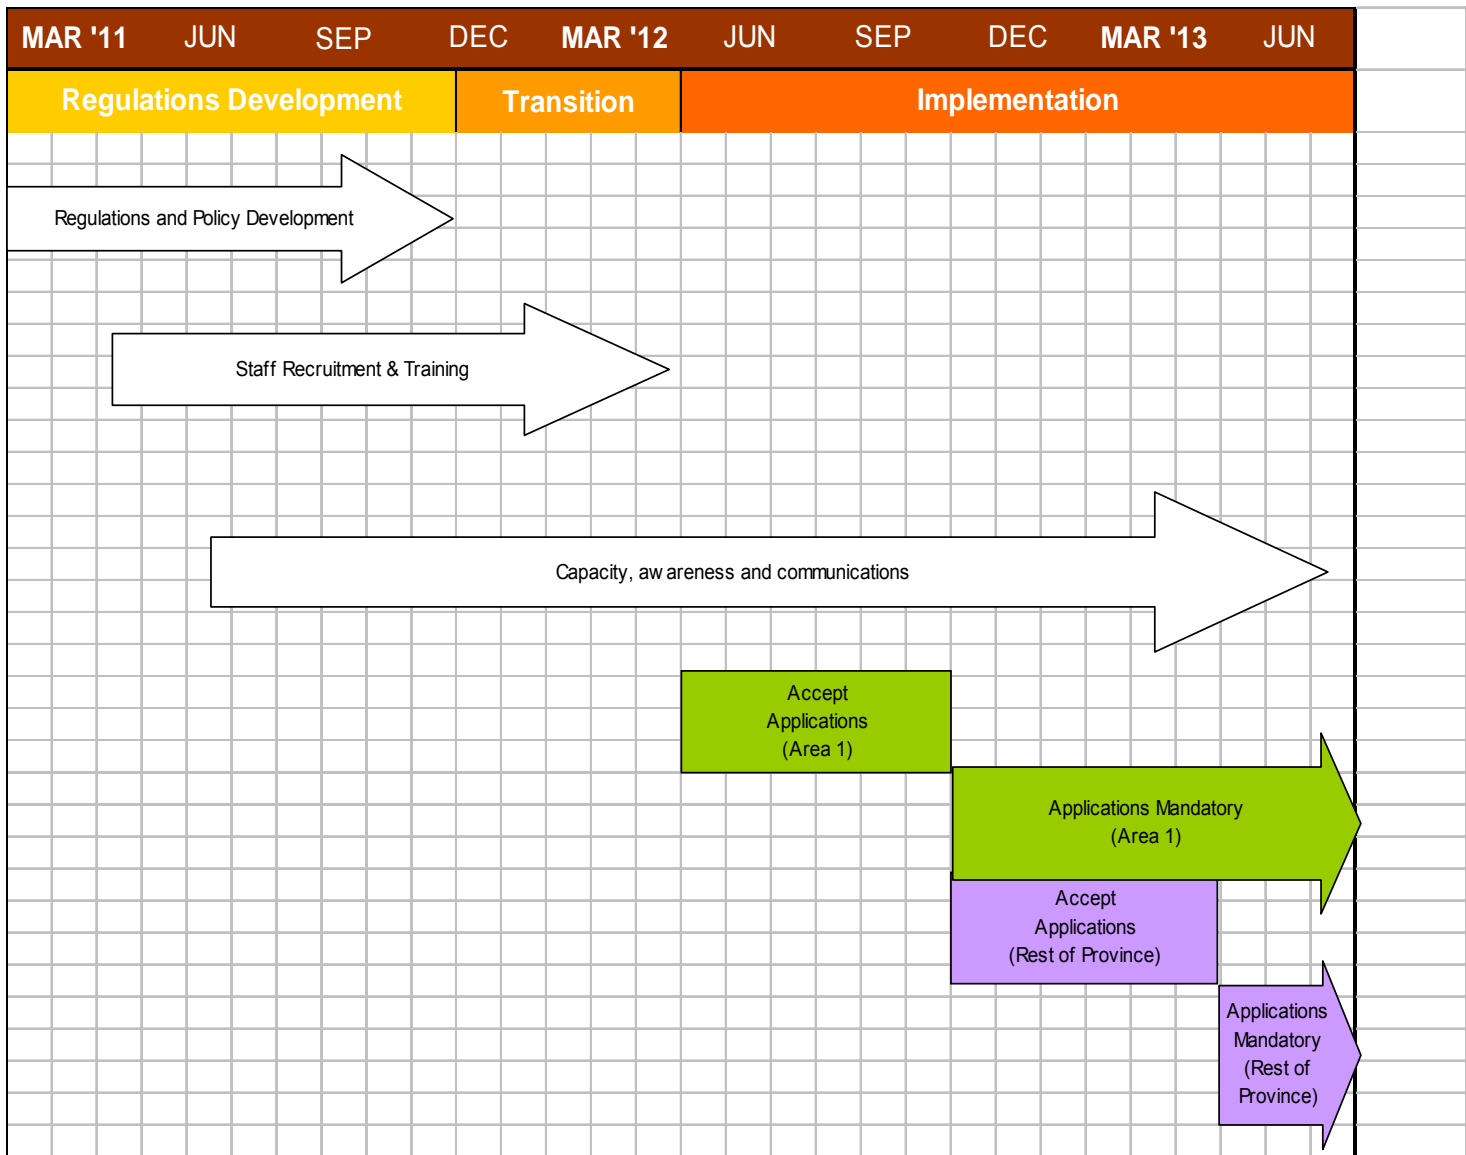 MAR '11 JUN SEP DEC MAR '12 JUN SEP DEC MAR '13 JUN
Regulations Development Transition Implementation
Regulations and Policy Development
Staff Recruitment & Training
Capacity, awareness and communications
Accept
Applications
(Area 1)
Applications Mandatory
(Area 1)
Accept
Applications
(Rest of Province)
Applications
Mandatory
(Rest of
Province)